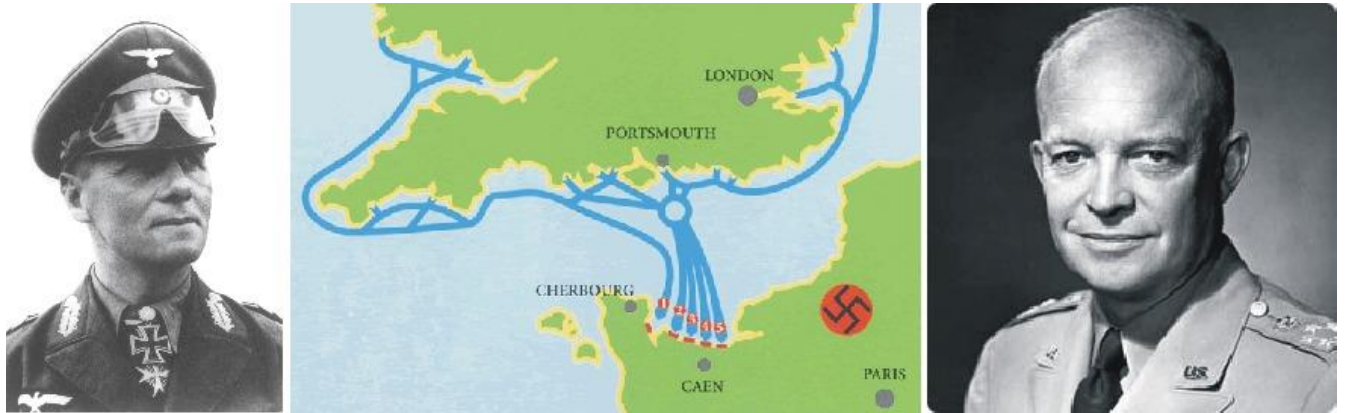 LONDON
PORTSMOUTH
CHERBOURG
1 2 3 4 5
CAEN
PARIS
US